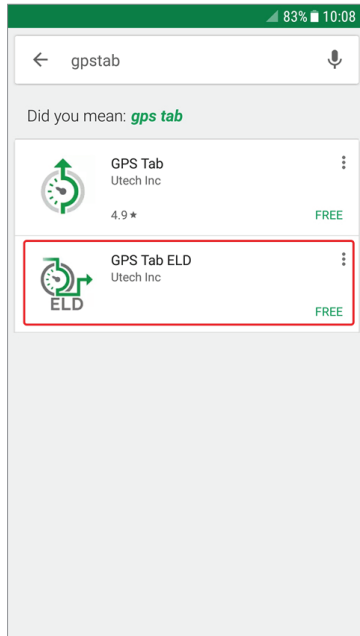 83% 10:08
gpstab
Did you mean: gps tab
GPS Tab
Utech Inc
4.9★ FREE
GPS Tab ELD
Utech Inc
ELD
FREE